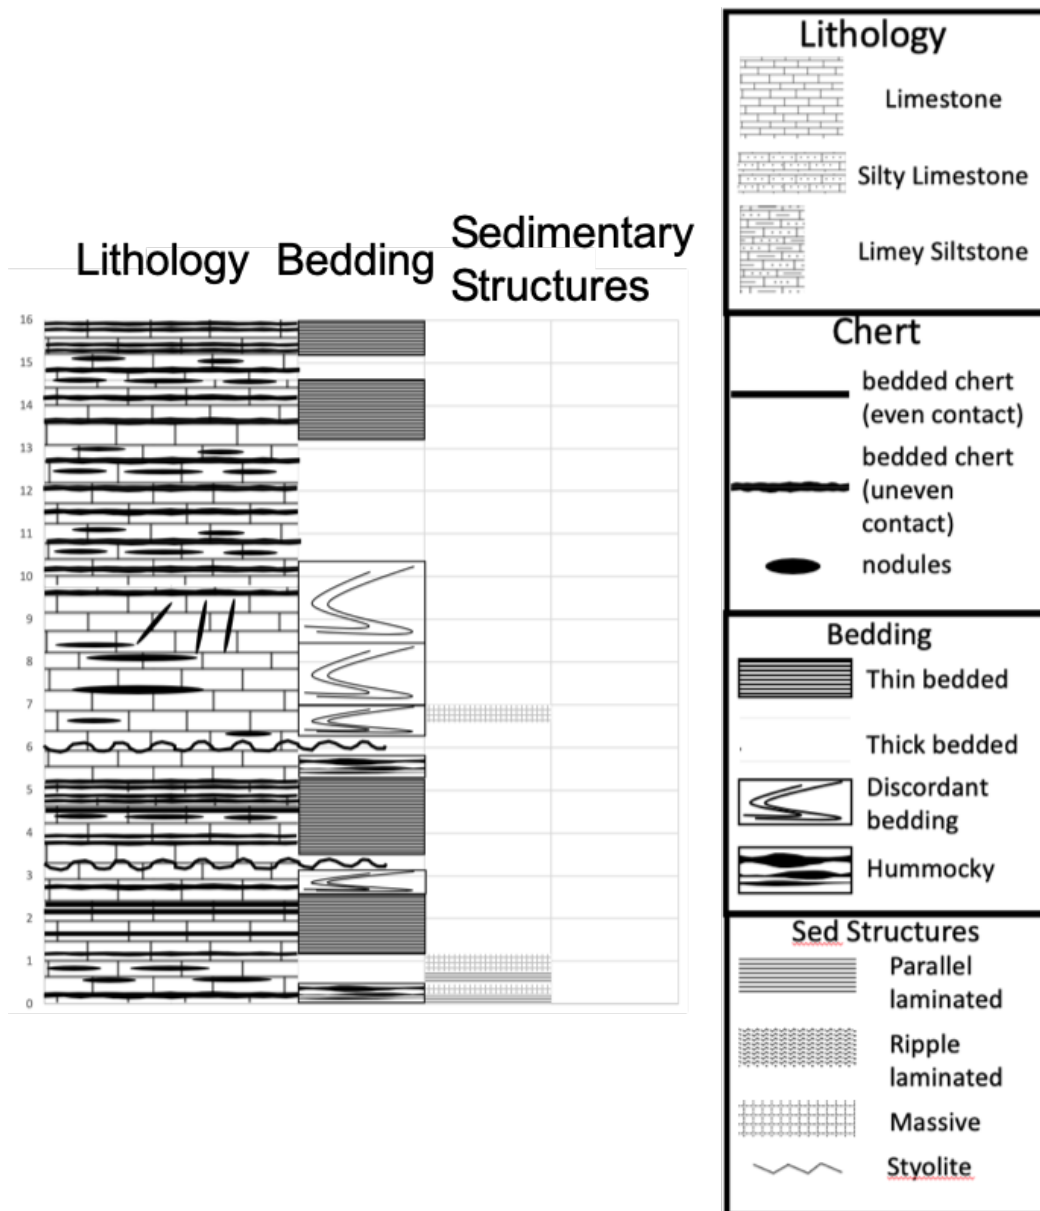 Lithology
Bedding
Sedimentary
Structures
16
15
14
13
12
11
10
9
8
7
6
5
4
3
2
1
0
Lithology
Limestone
Silty Limestone
Limey Siltstone
Chert
bedded chert
(even contact)
bedded chert
(uneven
contact)
nodules
Bedding
Thin bedded
Thick bedded
Discordant
bedding
Hummocky
Sed Structures
Parallel
laminated
Ripple
laminated
Massive
Styolite